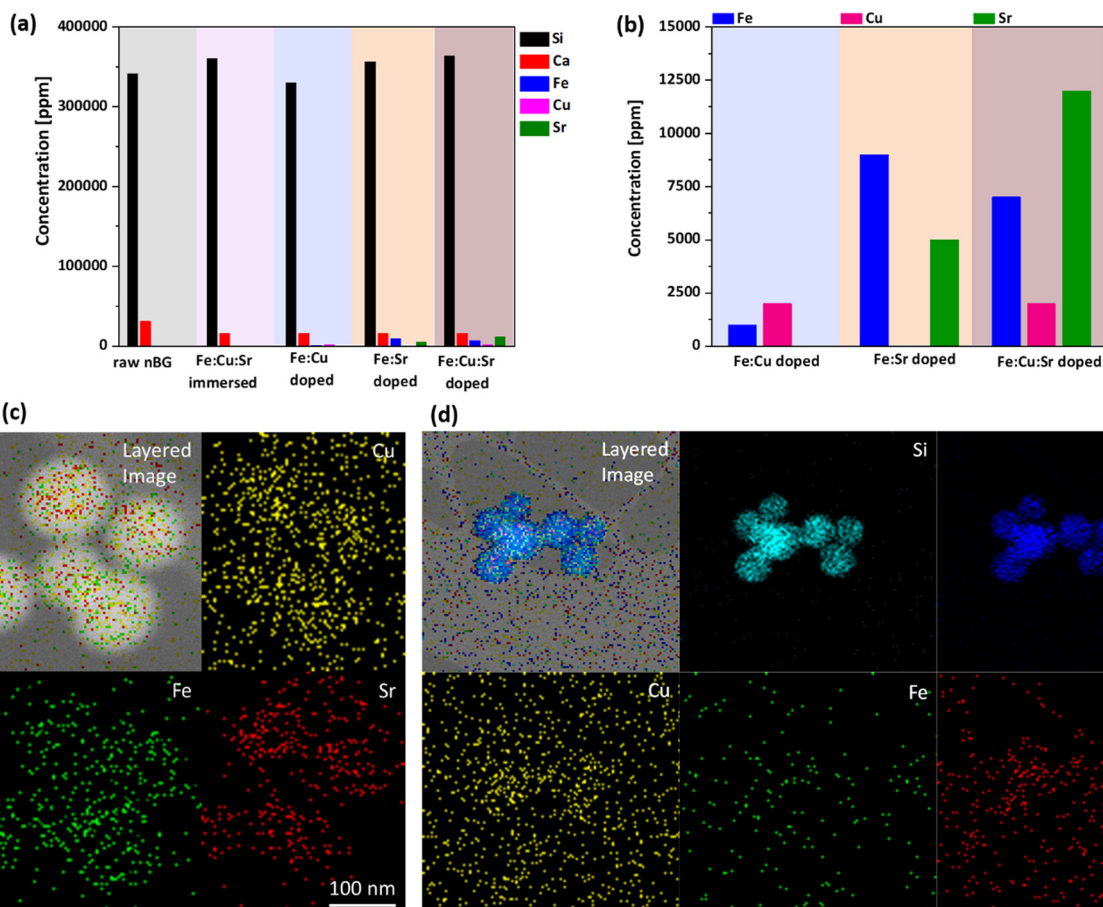 (a)
400000
300000
200000
100000
0
Concentration [ppm]
Si
Ca
Fe
Cu
Sr
raw nBG
Fe:Cu:Sr
immersed
Fe:Cu
doped
Fe:Sr
doped
Fe:Cu:Sr
doped
(b)
Fe Cu Sr
15000
12500
10000
7500
5000
2500
0
Concentration [ppm]
Fe:Cu doped
Fe:Sr doped
Fe:Cu:Sr doped
(c)
Layered
Image
Cu
Fe
Sr
100 nm
(d)
Layered
Image
Si
Cu
Fe